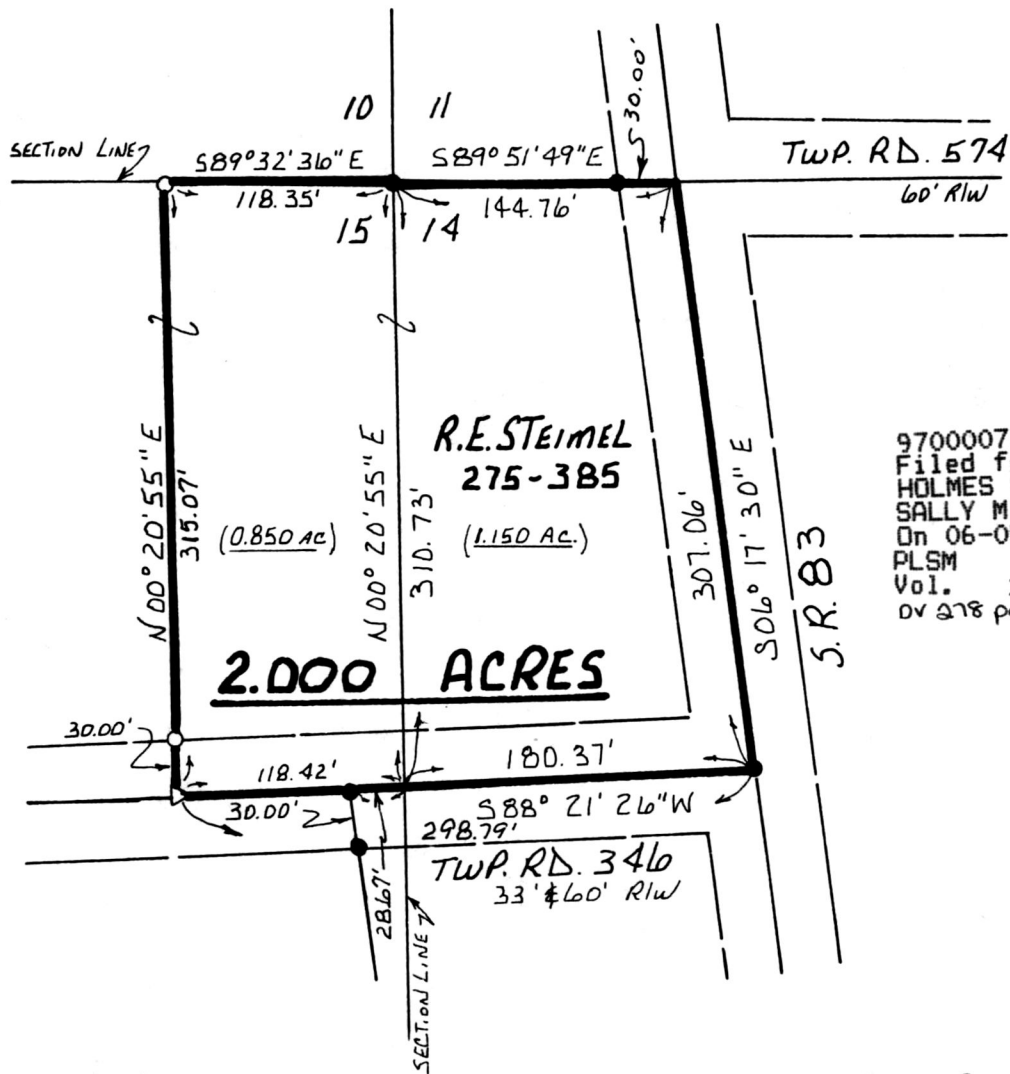 10 11
SECTION LINE
S89° 32' 36" E
118.35'
S89° 51' 49" E
144.76'
30.00'
TWP. RD. 574
60' R/W
15 14
N 00° 20' 55" E
315.07'
N 00° 20' 55" E
310.73'
R.E. STEIMEL
275-385
(0.850 AC)
(1.150 AC.)
307.06'
S06° 17' 30" E
S.R. 83
9700007
Filed f
HOLMES
SALLY M
On 06-0
PLSM
Vol.
DV 278 p
2.000 ACRES
30.00'
118.42'
180.37'
30.00'
S88° 21' 26" W
298.79'
28.67'
TWP. RD. 346
33' & 60' R/W
SECTION LINE